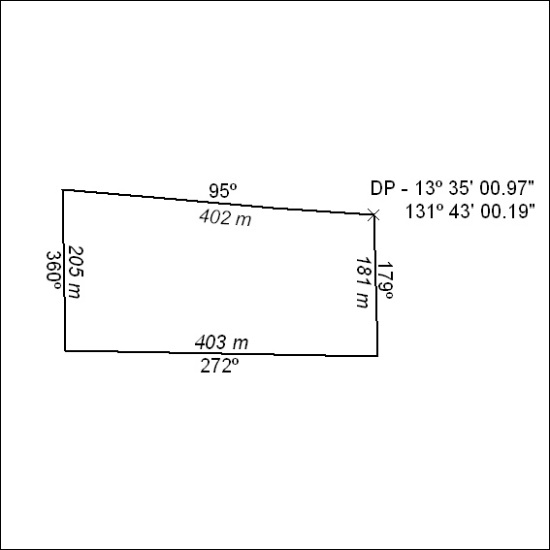 95º
402 m
DP - 13º 35' 00.97"
131º 43' 00.19"
360º
205 m
181 m
179º
403 m
272º